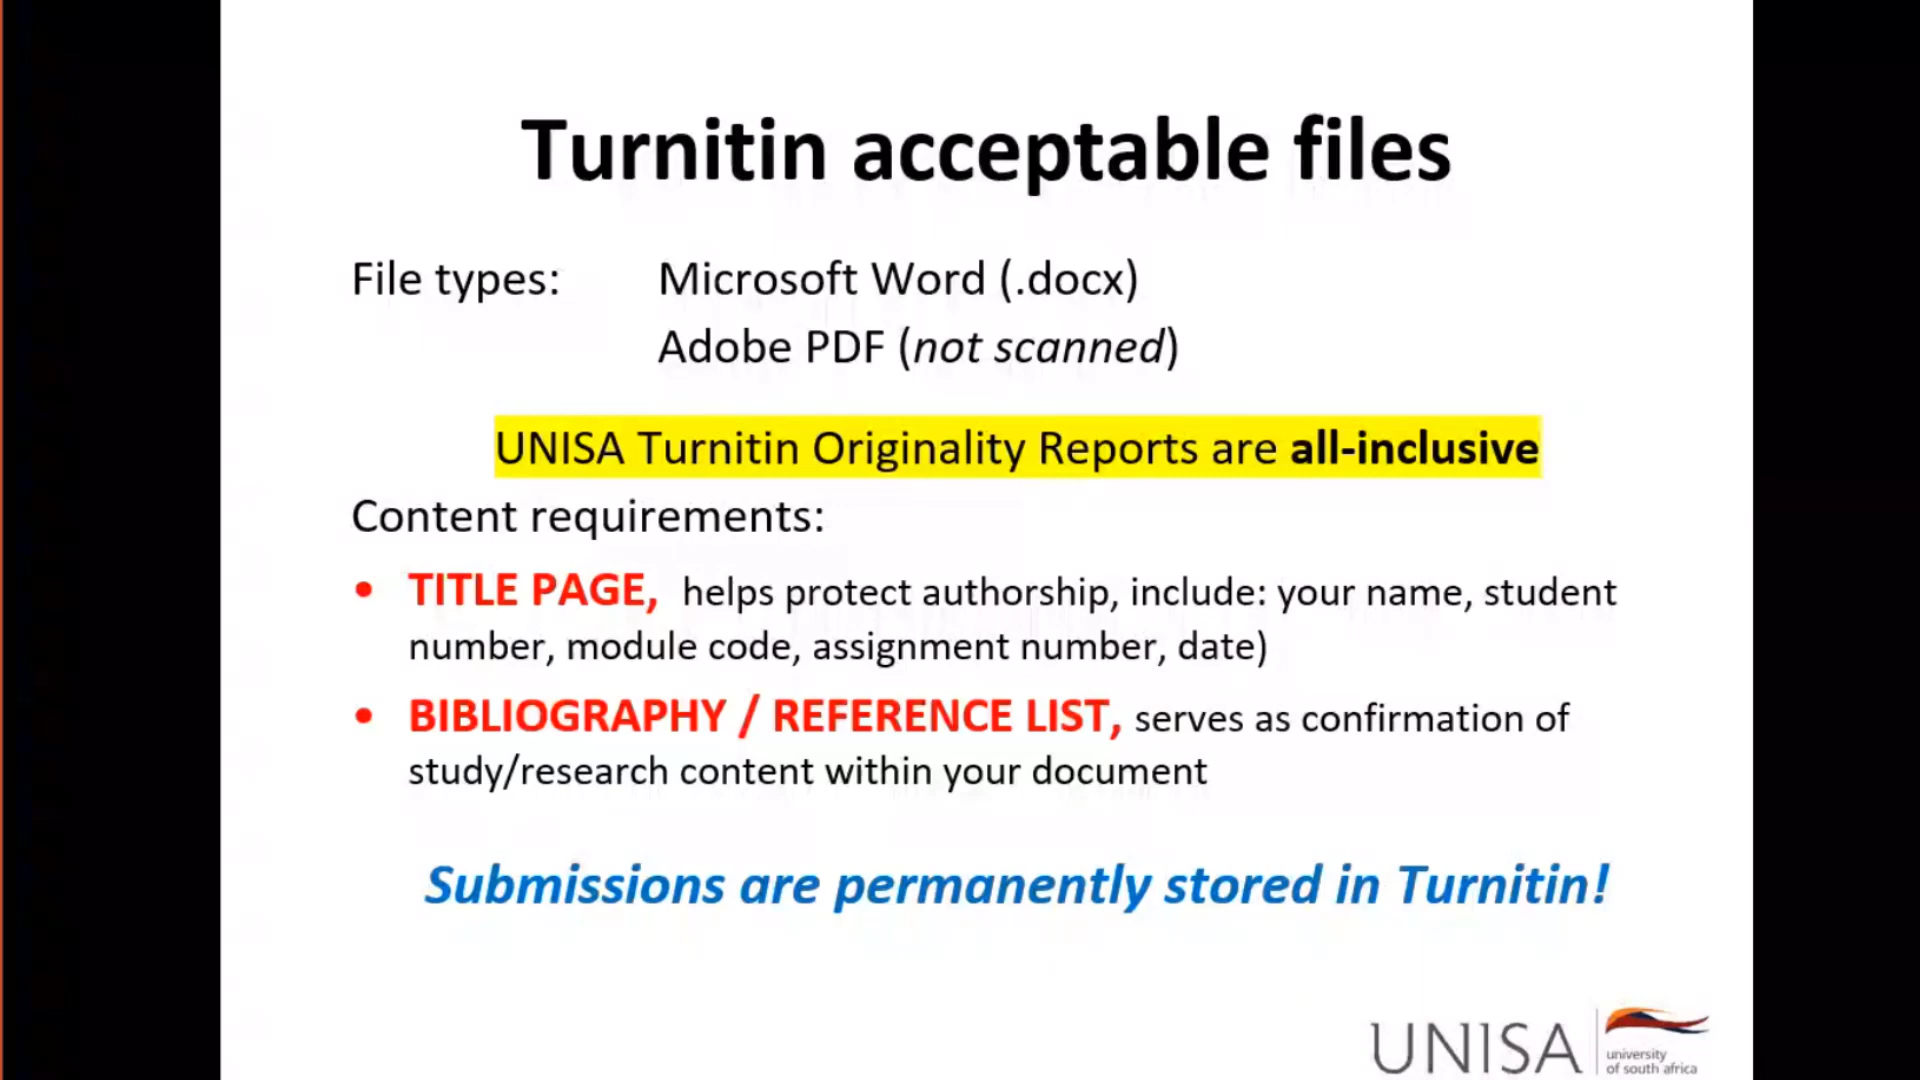 Turnitin acceptable files
File types: Microsoft Word (.docx)
Adobe PDF (not scanned)
UNISA Turnitin Originality Reports are all-inclusive
Content requirements:
• TITLE PAGE, helps protect authorship, include: your name, student
number, module code, assignment number, date)
• BIBLIOGRAPHY / REFERENCE LIST, serves as confirmation of
study/research content within your document
Submissions are permanently stored in Turnitin!
UNISA
university
of south africa